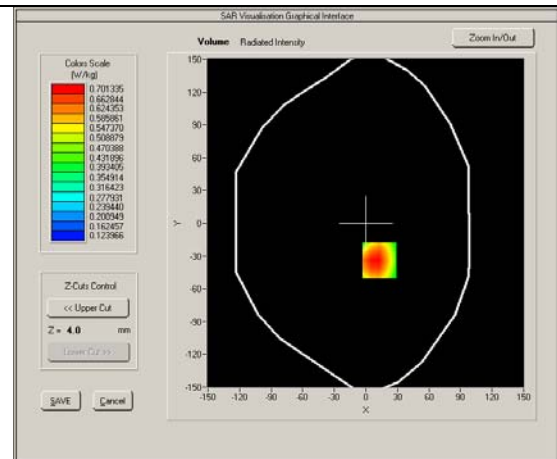 SAR Visualisation Graphical Interface
Colors Scale
(W/kg)
0.701335
0.662844
0.624353
0.585861
0.547370
0.508879
0.470388
0.431896
0.393405
0.354914
0.316423
0.277931
0.239440
0.200949
0.162457
0.123966
Z-Cuts Control
<< Upper Cut
Z = 4.0 mm
Lower Cut >>
SAVE Cancel
Volume Radiated Intensity
Zoom In/Out
150
120
90
60
30
0
-30
-60
-90
-120
-150
Y
-150 -120 -90 -60 -30 0 30 60 90 120 150
X